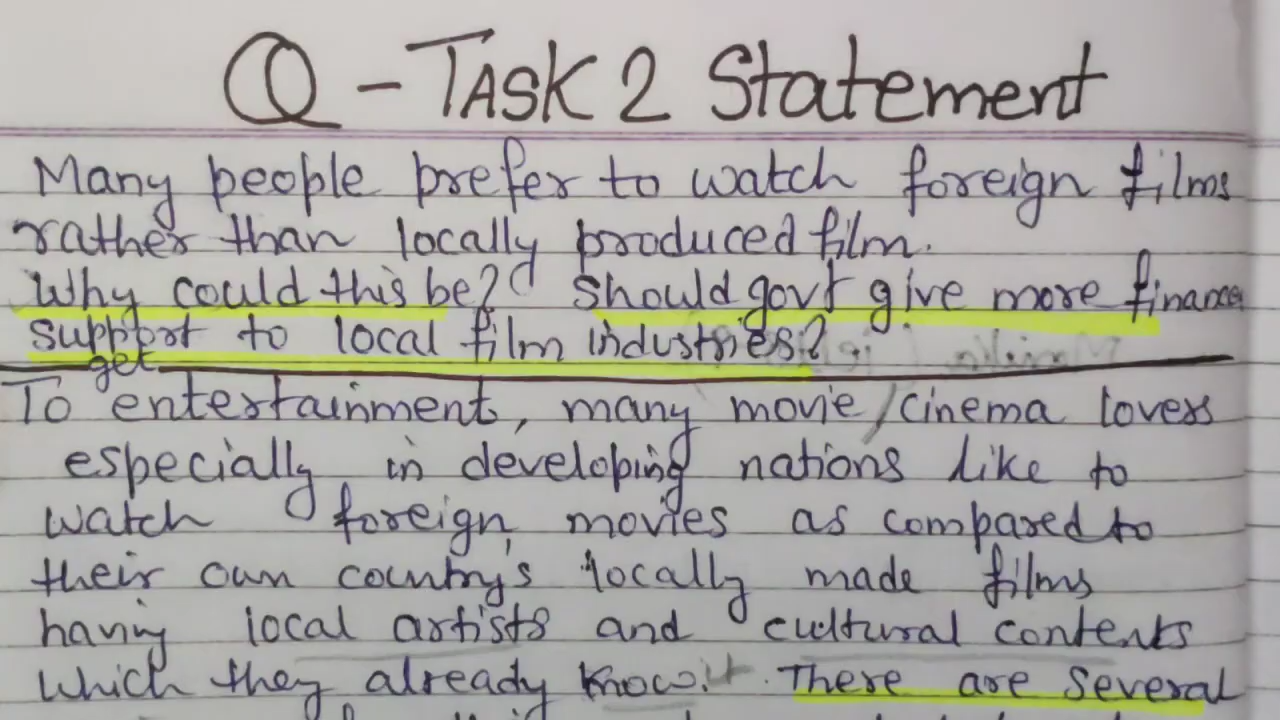 Q - TASK 2 Statement
Many people prefer to watch foreign films
rather than locally produced film.
Why could this be? Should govt give more finance
support to local film industries?
get
To entertainment, many movie/cinema lovers
especially in developing nations like to
watch foreign movies as compared to
their own country's locally made films
having local artists and cultural contents
which they already know it. There are several